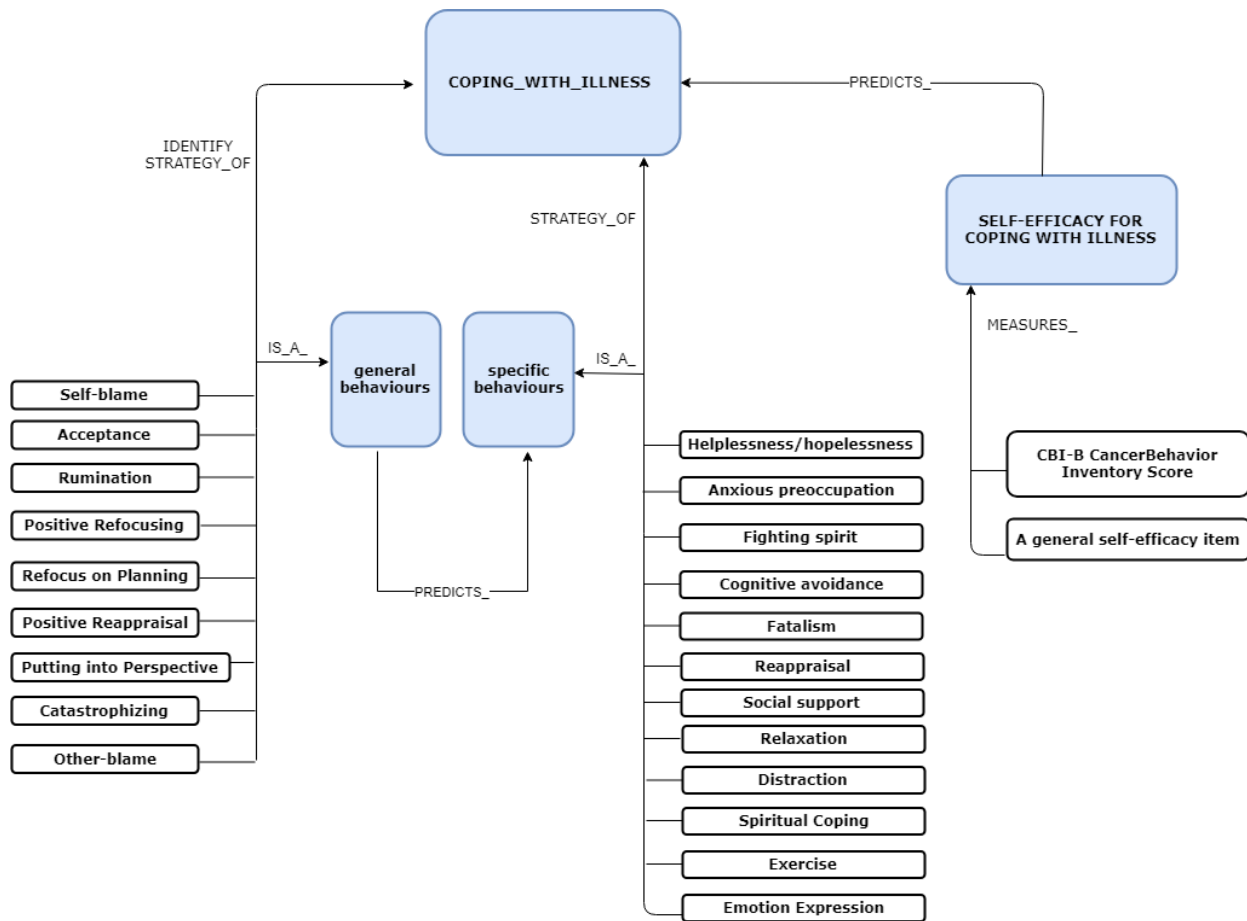 COPING_WITH_ILLNESS
PREDICTS_
IDENTIFY
STRATEGY_OF
STRATEGY_OF
SELF-EFFICACY FOR
COPING WITH ILLNESS
MEASURES_
IS_A_
general
behaviours
specific
behaviours
IS_A_
PREDICTS_
Self-blame
Acceptance
Rumination
Positive Refocusing
Refocus on Planning
Positive Reappraisal
Putting into Perspective
Catastrophizing
Other-blame
Helplessness/hopelessness
Anxious preoccupation
Fighting spirit
Cognitive avoidance
Fatalism
Reappraisal
Social support
Relaxation
Distraction
Spiritual Coping
Exercise
Emotion Expression
CBI-B CancerBehavior
Inventory Score
A general self-efficacy item